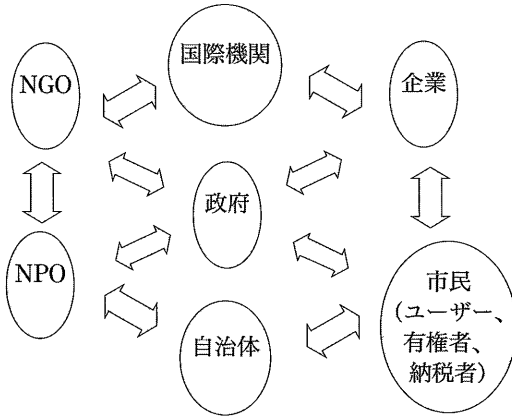 国際機関
NGO
企業
政府
NPO
市民
(ユーザー、
有権者、
納税者)
自治体